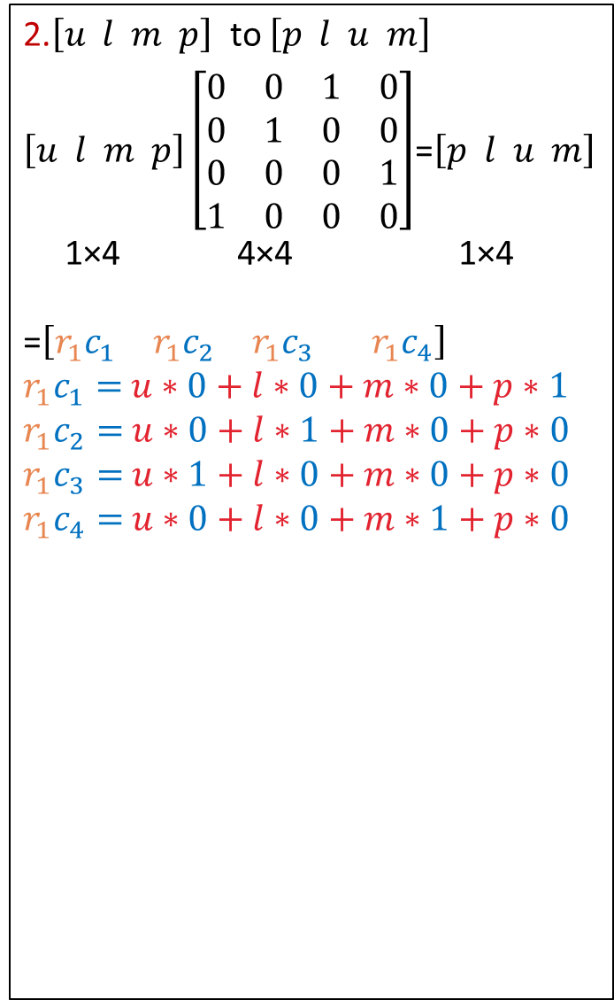 2.[u l m p] to [p l u m]
[u l m p] [0 0 1 0
0 1 0 0
0 0 0 1
1 0 0 0] =[p l u m]
1×4 4×4 1×4
=[r₁c₁ r₁c₂ r₁c₃ r₁c₄]
r₁c₁ = u ∗ 0 + l ∗ 0 + m ∗ 0 + p ∗ 1
r₁c₂ = u ∗ 0 + l ∗ 1 + m ∗ 0 + p ∗ 0
r₁c₃ = u ∗ 1 + l ∗ 0 + m ∗ 0 + p ∗ 0
r₁c₄ = u ∗ 0 + l ∗ 0 + m ∗ 1 + p ∗ 0